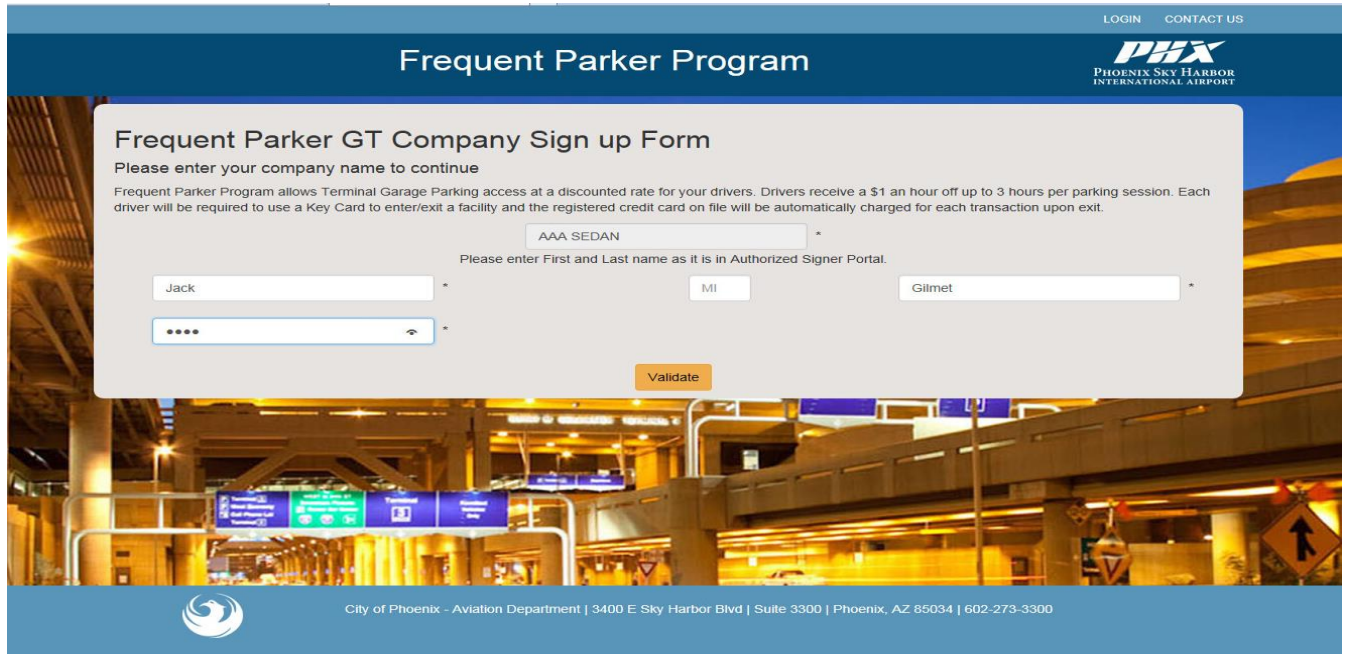 LOGIN CONTACT US
Frequent Parker Program
PHX
PHOENIX SKY HARBOR
INTERNATIONAL AIRPORT
Frequent Parker GT Company Sign up Form
Please enter your company name to continue
Frequent Parker Program allows Terminal Garage Parking access at a discounted rate for your drivers. Drivers receive a $1 an hour off up to 3 hours per parking session. Each
driver will be required to use a Key Card to enter/exit a facility and the registered credit card on file will be automatically charged for each transaction upon exit.
AAA SEDAN *
Please enter First and Last name as it is in Authorized Signer Portal.
Jack * MI Gilmet *
•••• *
Validate
Terminal 3
City of Phoenix - Aviation Department | 3400 E Sky Harbor Blvd | Suite 3300 | Phoenix, AZ 85034 | 602-273-3300